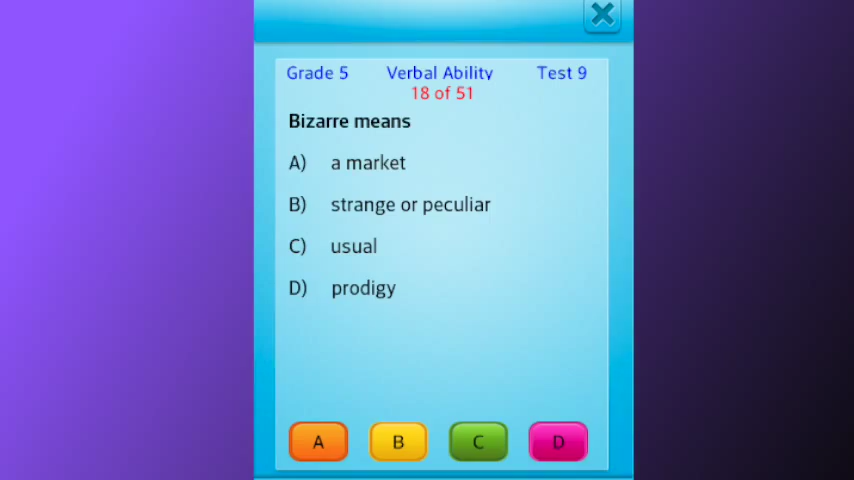 Grade 5 Verbal Ability Test 9
18 of 51
Bizarre means
A) a market
B) strange or peculiar
C) usual
D) prodigy
A B C D